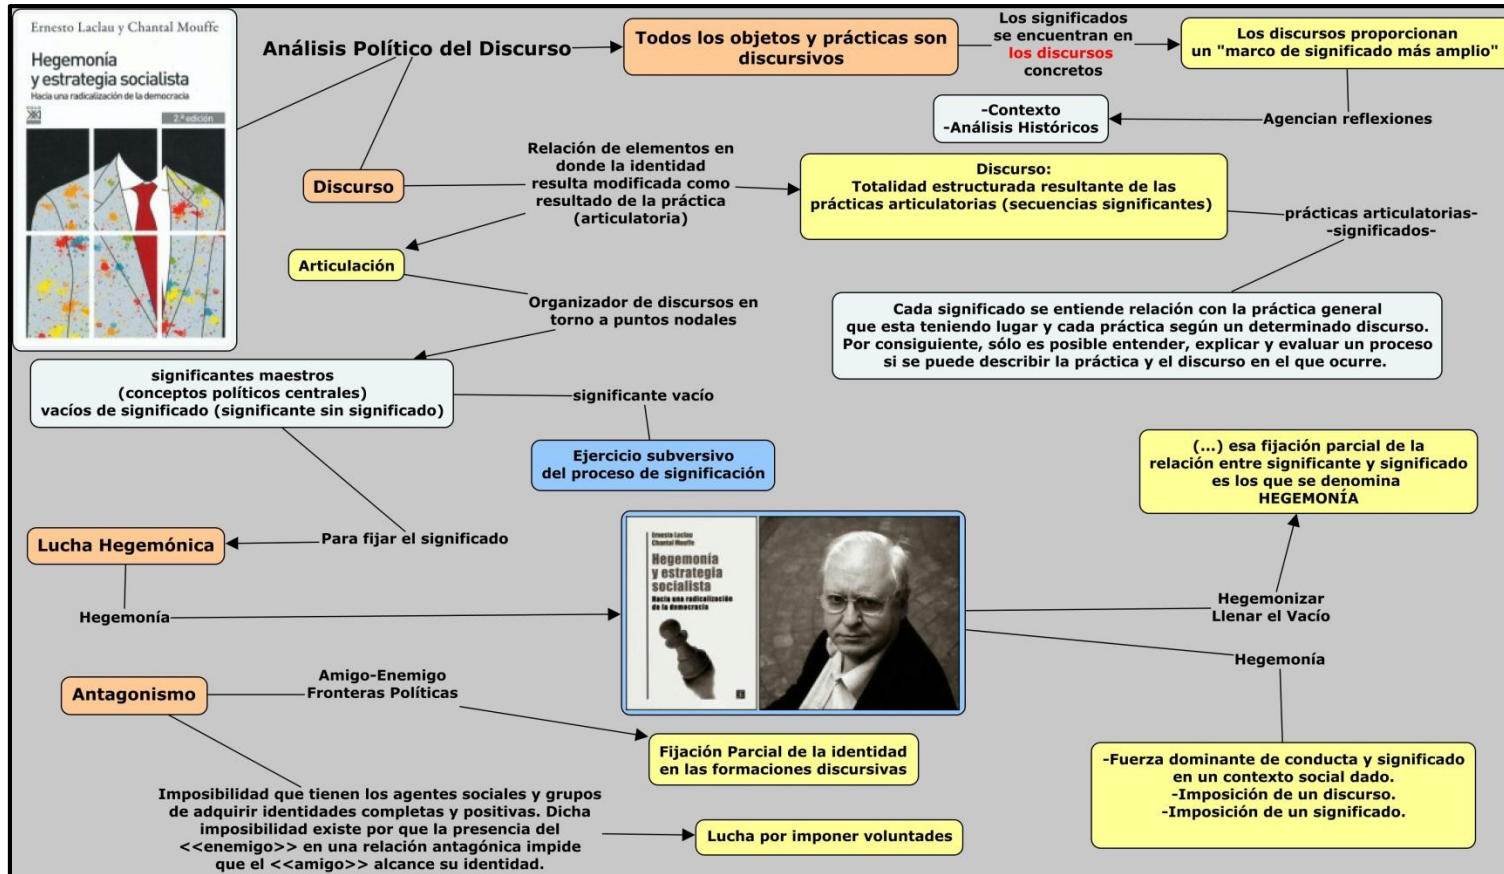 Ernesto Laclau y Chantal Mouffe
Hegemonía
y estrategia socialista
Hacia una radicalización de la democracia
2.ª edición
Análisis Político del Discurso
Todos los objetos y prácticas son
discursivos
Los significados
se encuentran en
los discursos
concretos
Los discursos proporcionan
un "marco de significado más amplio"
Agencian reflexiones
-Contexto
-Análisis Históricos
Discurso
Relación de elementos en
donde la identidad
resulta modificada como
resultado de la práctica
(articulatoria)
Discurso:
Totalidad estructurada resultante de las
prácticas articulatorias (secuencias significantes)
prácticas articulatorias-
-significados-
Cada significado se entiende relación con la práctica general
que esta teniendo lugar y cada práctica según un determinado discurso.
Por consiguiente, sólo es posible entender, explicar y evaluar un proceso
si se puede describir la práctica y el discurso en el que ocurre.
Articulación
Organizador de discursos en
torno a puntos nodales
significantes maestros
(conceptos políticos centrales)
vacíos de significado (significante sin significado)
significante vacío
Ejercicio subversivo
del proceso de significación
Para fijar el significado
Lucha Hegemónica
Hegemonía
Ernesto Laclau
Chantal Mouffe
Hegemonía
y estrategia
socialista
Hacia una radicalización
de la democracia
(...) esa fijación parcial de la
relación entre significante y significado
es los que se denomina
HEGEMONÍA
Hegemonizar
Llenar el Vacío
Hegemonía
-Fuerza dominante de conducta y significado
en un contexto social dado.
-Imposición de un discurso.
-Imposición de un significado.
Antagonismo
Amigo-Enemigo
Fronteras Políticas
Fijación Parcial de la identidad
en las formaciones discursivas
Imposibilidad que tienen los agentes sociales y grupos
de adquirir identidades completas y positivas. Dicha
imposibilidad existe por que la presencia del
<<enemigo>> en una relación antagónica impide
que el <<amigo>> alcance su identidad.
Lucha por imponer voluntades